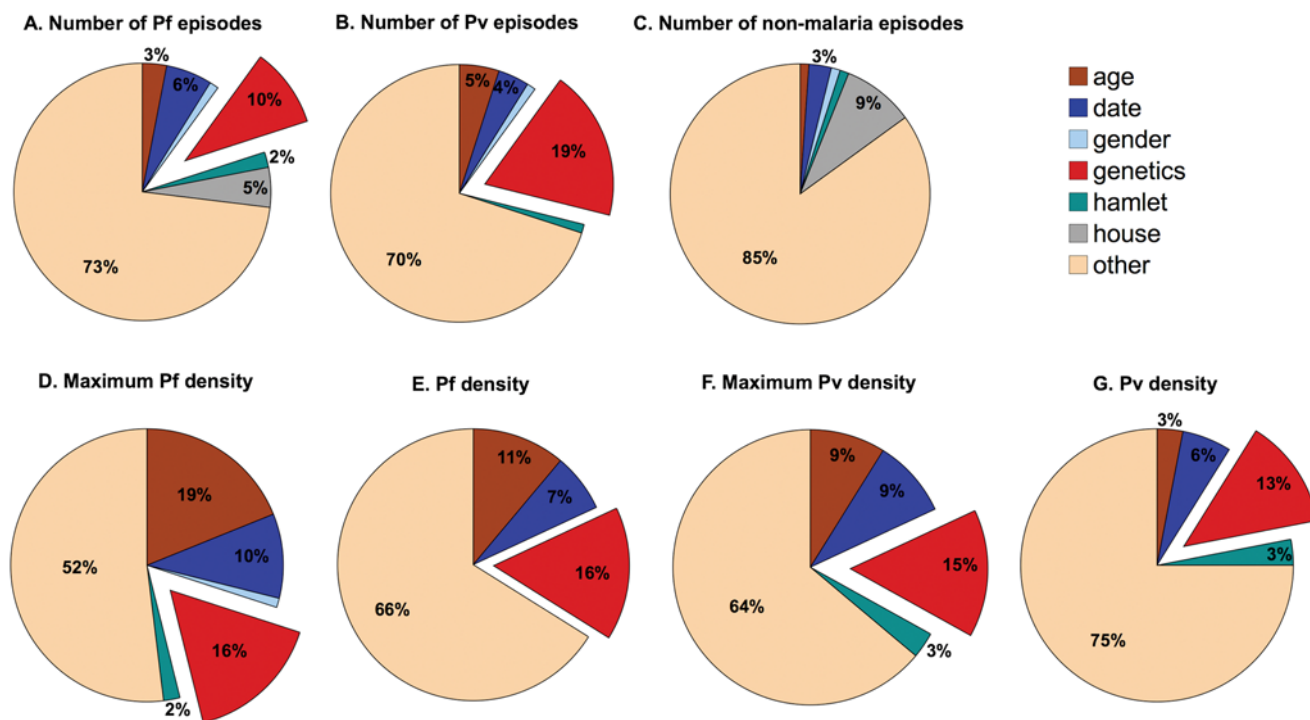 A. Number of Pf episodes
3%
6%
10%
2%
5%
73%
B. Number of Pv episodes
5%
4%
19%
70%
C. Number of non-malaria episodes
3%
9%
85%
age
date
gender
genetics
hamlet
house
other
D. Maximum Pf density
19%
10%
52%
16%
2%
E. Pf density
11%
7%
16%
66%
F. Maximum Pv density
9%
9%
15%
64%
3%
G. Pv density
3%
6%
13%
3%
75%